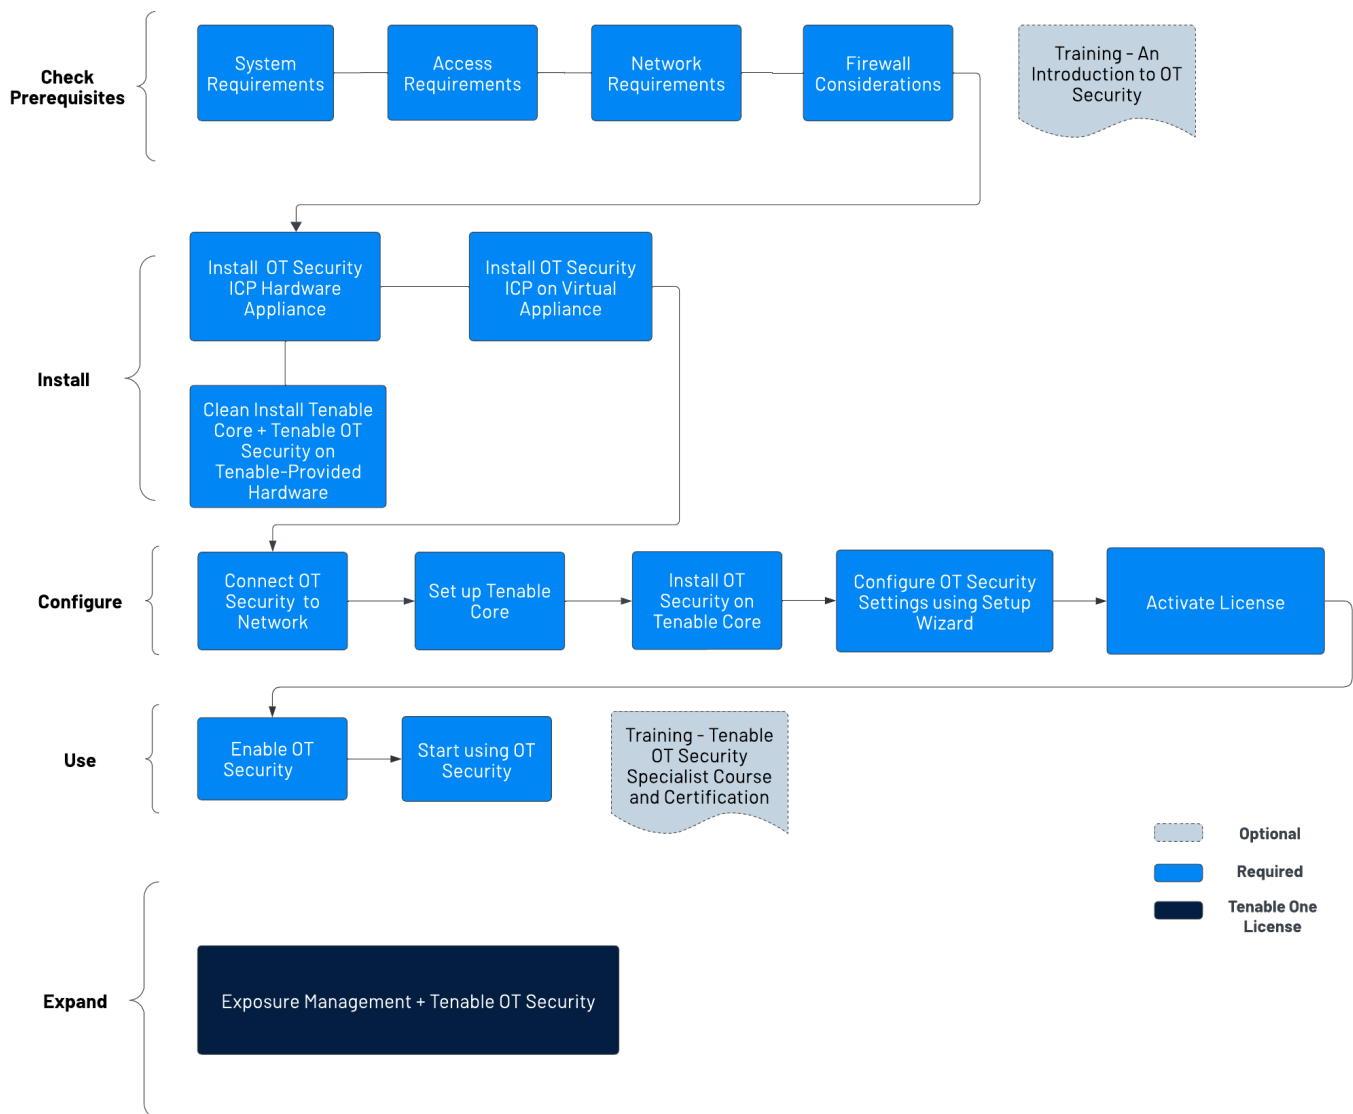 Check
Prerequisites
System
Requirements
Access
Requirements
Network
Requirements
Firewall
Considerations
Training - An
Introduction to OT
Security
Install
Install OT Security
ICP Hardware
Appliance
Install OT Security
ICP on Virtual
Appliance
Clean Install Tenable
Core + Tenable OT
Security on
Tenable-Provided
Hardware
Configure
Connect OT
Security to
Network
Set up Tenable
Core
Install OT
Security on
Tenable Core
Configure OT Security
Settings using Setup
Wizard
Activate License
Use
Enable OT
Security
Start using OT
Security
Training - Tenable
OT Security
Specialist Course
and Certification
Optional
Required
Tenable One
License
Expand
Exposure Management + Tenable OT Security